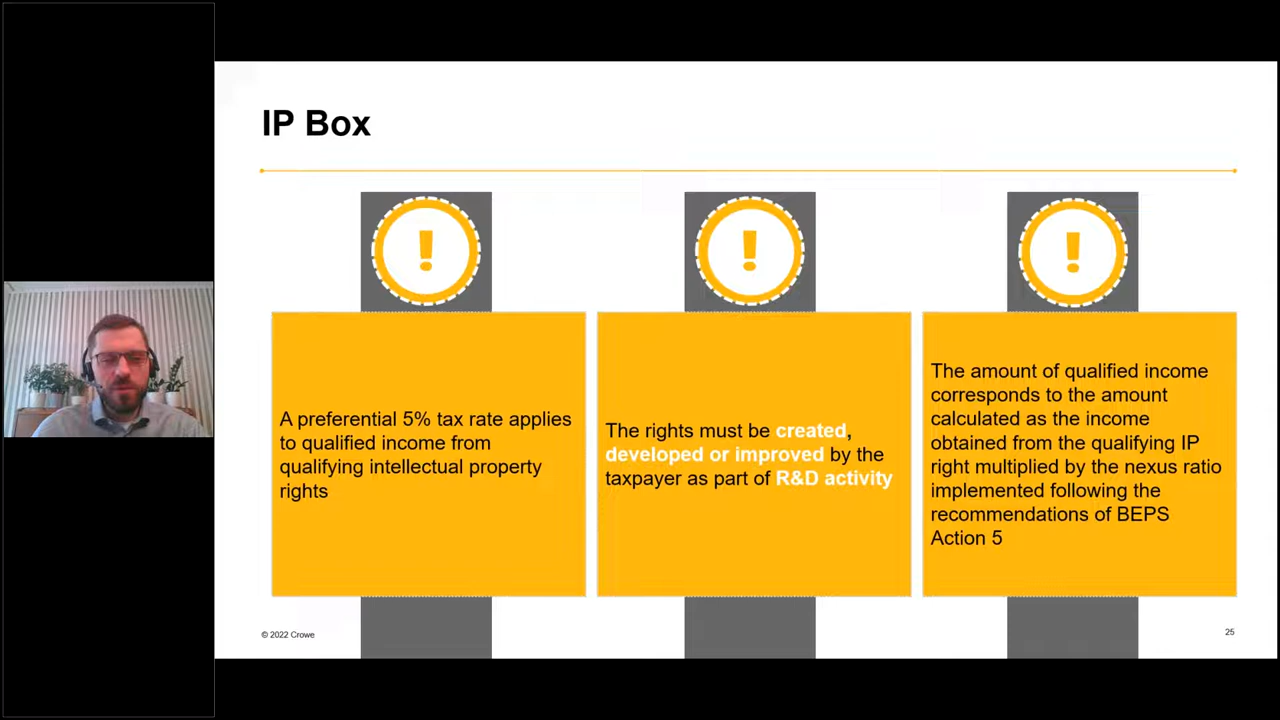 IP Box
A preferential 5% tax rate applies
to qualified income from
qualifying intellectual property
rights
The rights must be created,
developed or improved by the
taxpayer as part of R&D activity
The amount of qualified income
corresponds to the amount
calculated as the income
obtained from the qualifying IP
right multiplied by the nexus ratio
implemented following the
recommendations of BEPS
Action 5
© 2022 Crowe
25